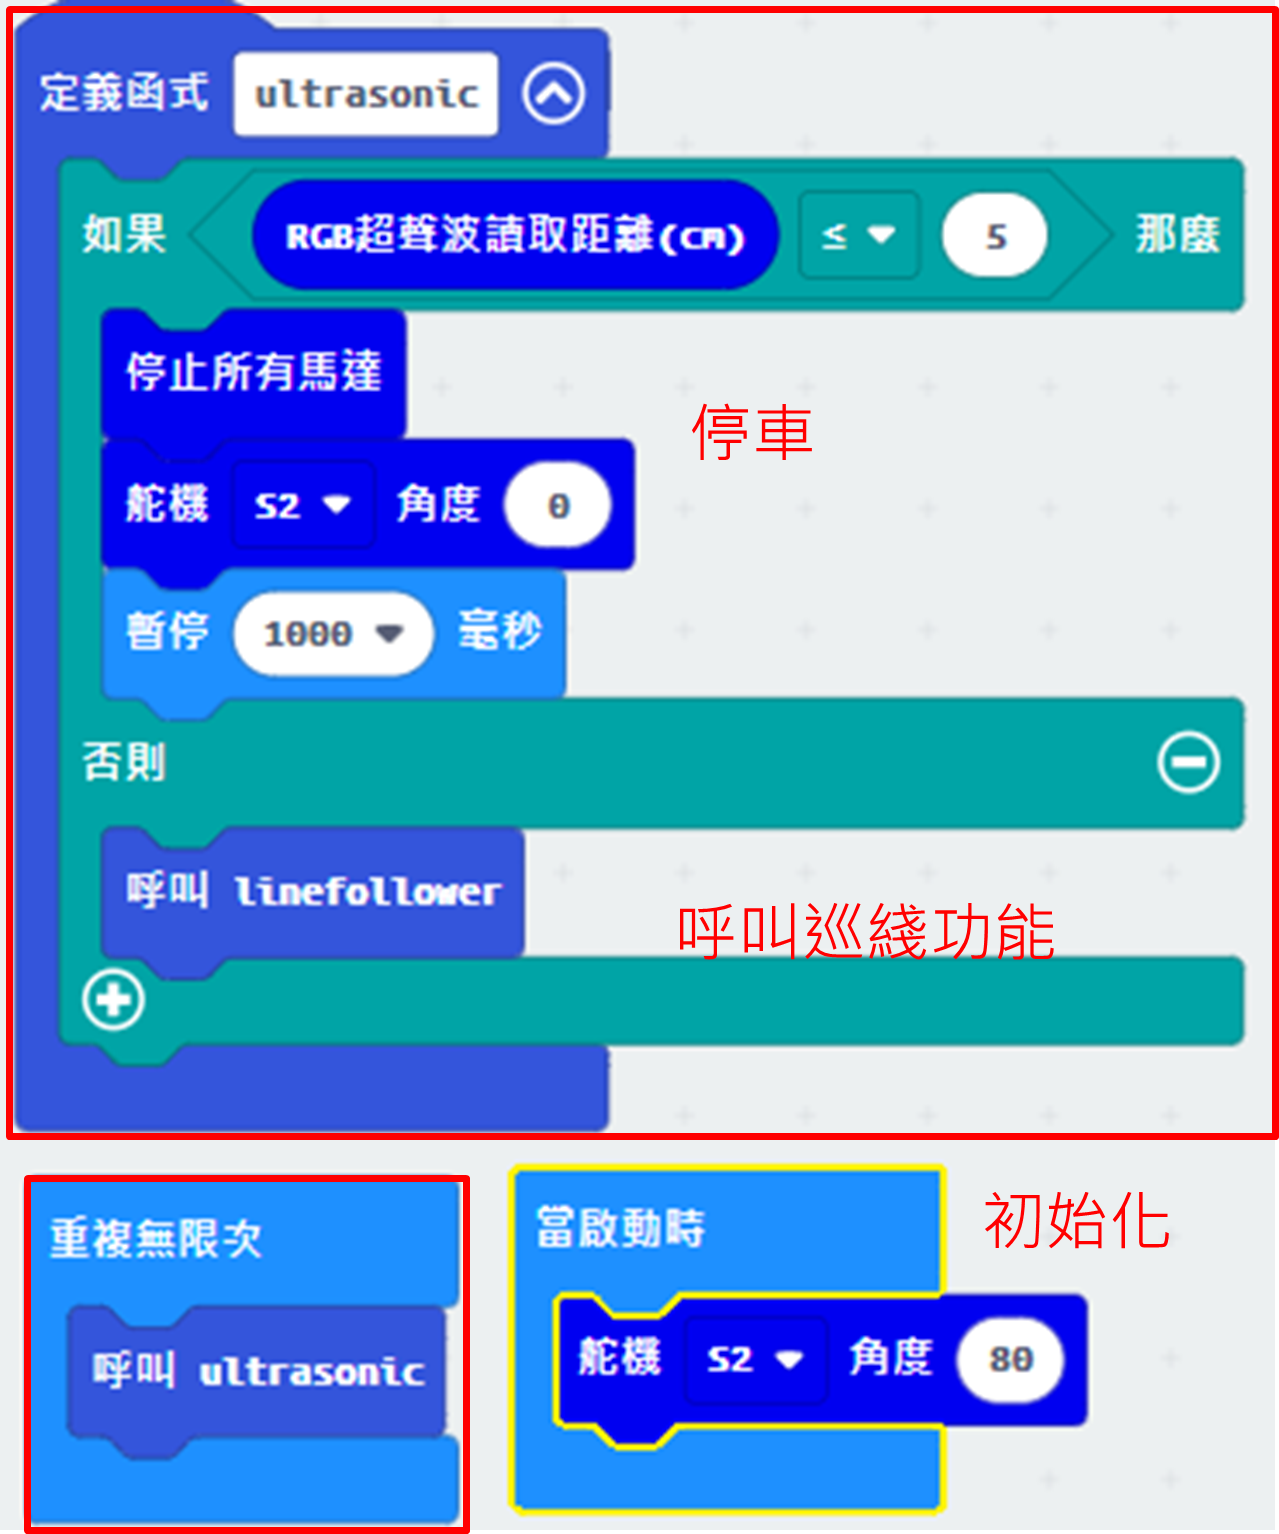 定義函式 ultrasonic
如果 RGB超聲波讀取距離(cm) ≤ 5 那麼
停止所有馬達
停車
舵機 S2 角度 0
暫停 1000 毫秒
否則
呼叫 linefollower
呼叫巡綫功能
重複無限次
呼叫 ultrasonic
當啟動時
初始化
舵機 S2 角度 80